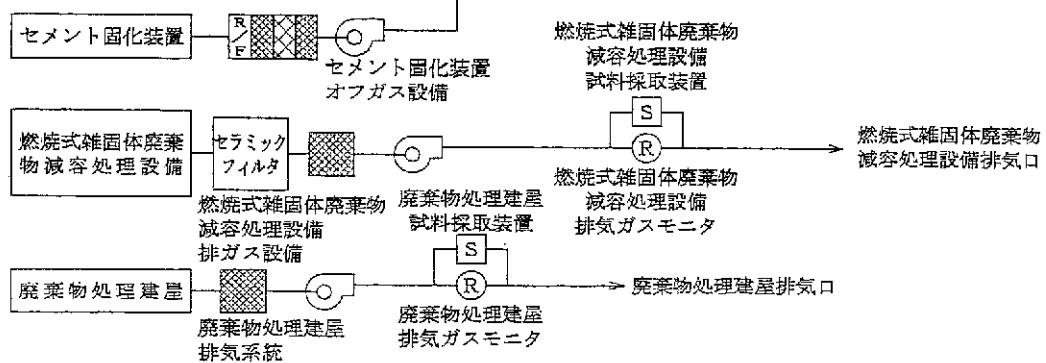 セメント固化装置
R/F
セメント固化装置
オフガス設備
燃焼式雑固体廃棄物
減容処理設備
試料採取装置
S
燃焼式雑固体廃棄
物減容処理設備
セラミック
フィルタ
R
燃焼式雑固体廃棄物
減容処理設備排気口
燃焼式雑固体廃棄物
減容処理設備
排ガス設備
廃棄物処理建屋
試料採取装置
燃焼式雑固体廃棄物
減容処理設備
排気ガスモニタ
S
廃棄物処理建屋
R
廃棄物処理建屋排気口
廃棄物処理建屋
排気系統
廃棄物処理建屋
排気ガスモニタ